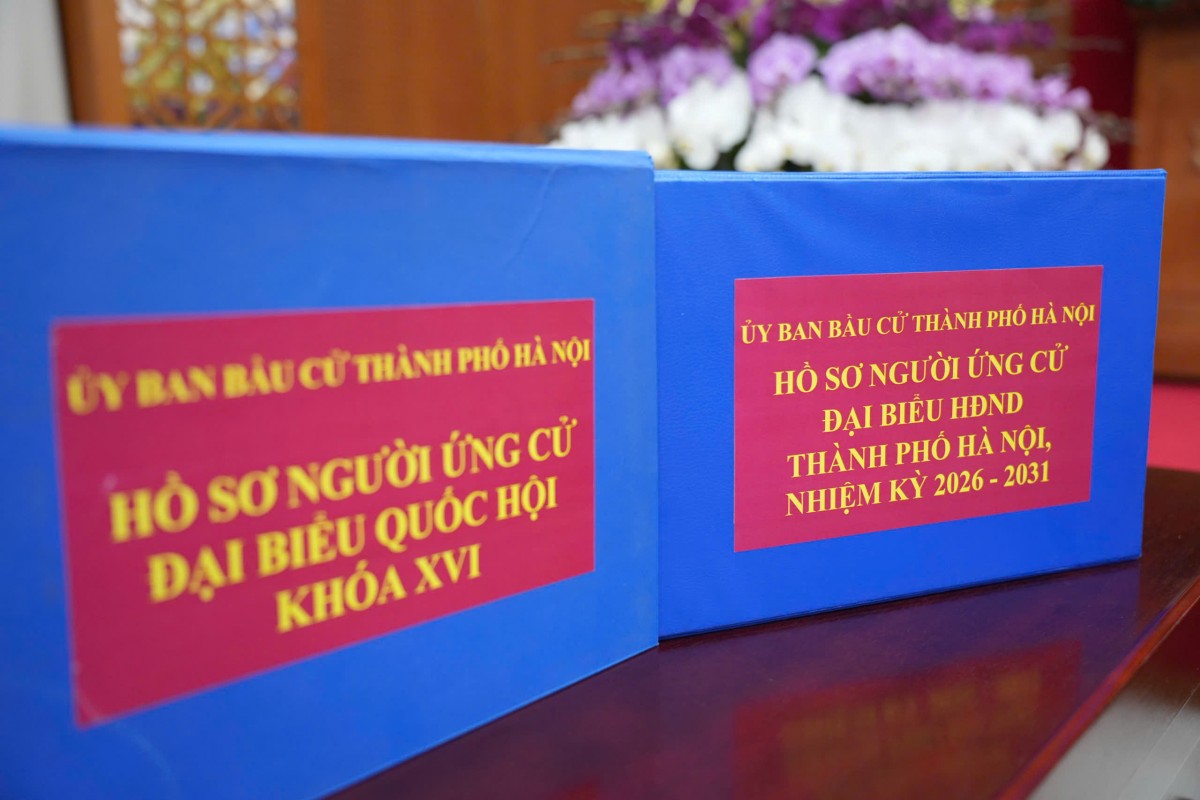 ỦY BAN BẦU CỬ THÀNH PHỐ HÀ NỘI
HỒ SƠ NGƯỜI ỨNG CỬ
ĐẠI BIỂU QUỐC HỘI
KHÓA XVI
ỦY BAN BẦU CỬ THÀNH PHỐ HÀ NỘI
HỒ SƠ NGƯỜI ỨNG CỬ
ĐẠI BIỂU HĐND
THÀNH PHỐ HÀ NỘI,
NHIỆM KỲ 2026 - 2031